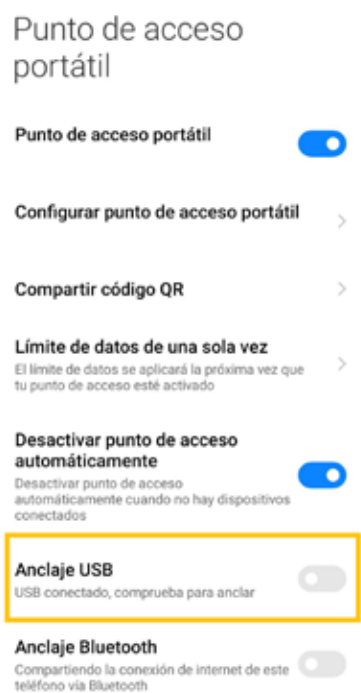 Punto de acceso
portátil
Punto de acceso portátil
Configurar punto de acceso portátil
Compartir código QR
Límite de datos de una sola vez
El límite de datos se aplicará la próxima vez que
tu punto de acceso esté activado
Desactivar punto de acceso
automáticamente
Desactivar punto de acceso
automáticamente cuando no hay dispositivos
conectados
Anclaje USB
USB conectado, comprueba para anclar
Anclaje Bluetooth
Compartiendo la conexión de internet de este
teléfono vía Bluetooth